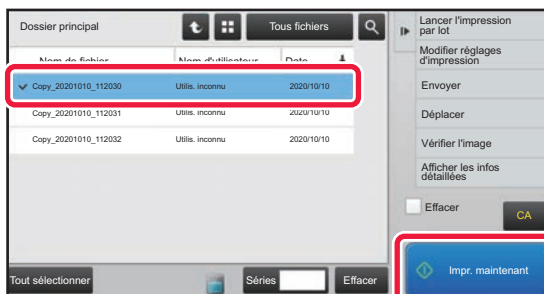 Dossier principal
Tous fichiers
Nom de fichier
Nom d'utilisateur
Date
Copy_20201010_112030
Utilis. inconnu
2020/10/10
Copy_20201010_112031
Utilis. inconnu
2020/10/10
Copy_20201010_112032
Utilis. inconnu
2020/10/10
Tout sélectionner
Séries
Effacer
Lancer l'impression
par lot
Modifier réglages
d'impression
Envoyer
Déplacer
Vérifier l'image
Afficher les infos
détaillées
Effacer
CA
Impr. maintenant